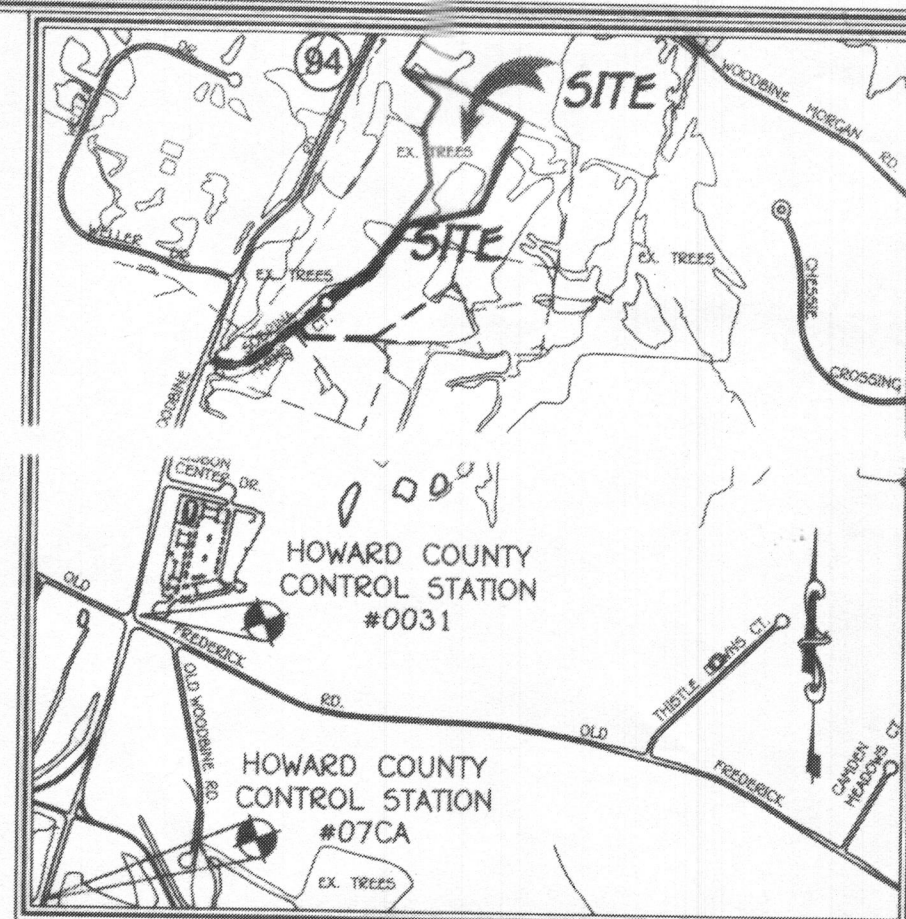 DR.
94
SITE
WOODBINE MORGAN RD.
EX. TREES
WELLER DR.
SITE
EX. TREES
EX. TREES
CHESSIE CROSSING
CT.
CENTER DR.
HOWARD COUNTY
CONTROL STATION
#0031
OLD
FREDERICK
RD.
OLD WOODBINE RD.
THISTLE DOWNS CT.
OLD
FREDERICK
CAMDEN
MEADOWS CT.
HOWARD COUNTY
CONTROL STATION
#07CA
EX. TREES